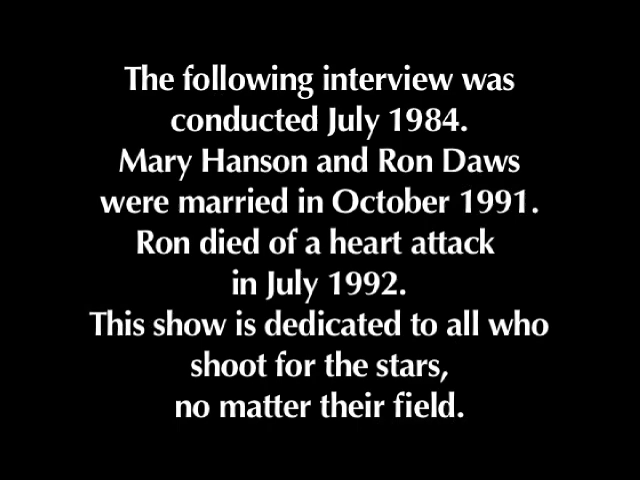 The following interview was
conducted July 1984.
Mary Hanson and Ron Daws
were married in October 1991.
Ron died of a heart attack
in July 1992.
This show is dedicated to all who
shoot for the stars,
no matter their field.